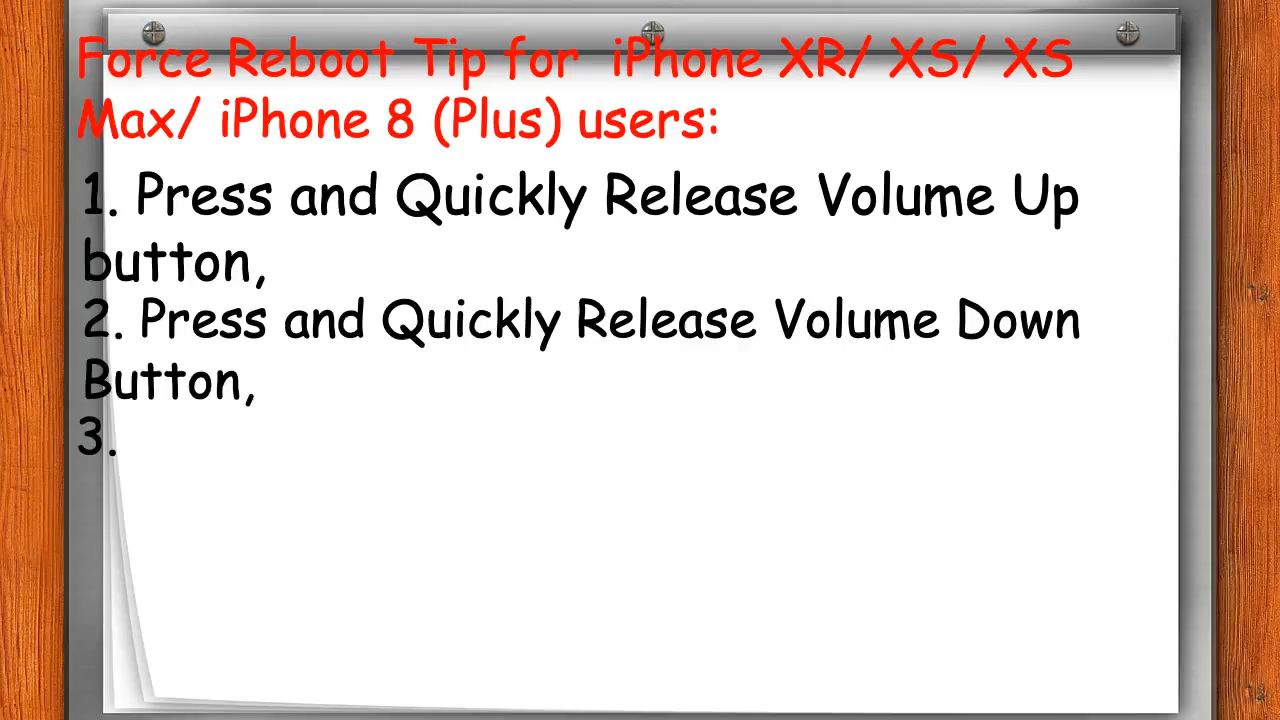 Force Reboot Tip for iPhone XR/ XS/ XS
Max/ iPhone 8 (Plus) users:
1. Press and Quickly Release Volume Up
button,
2. Press and Quickly Release Volume Down
Button,
3.